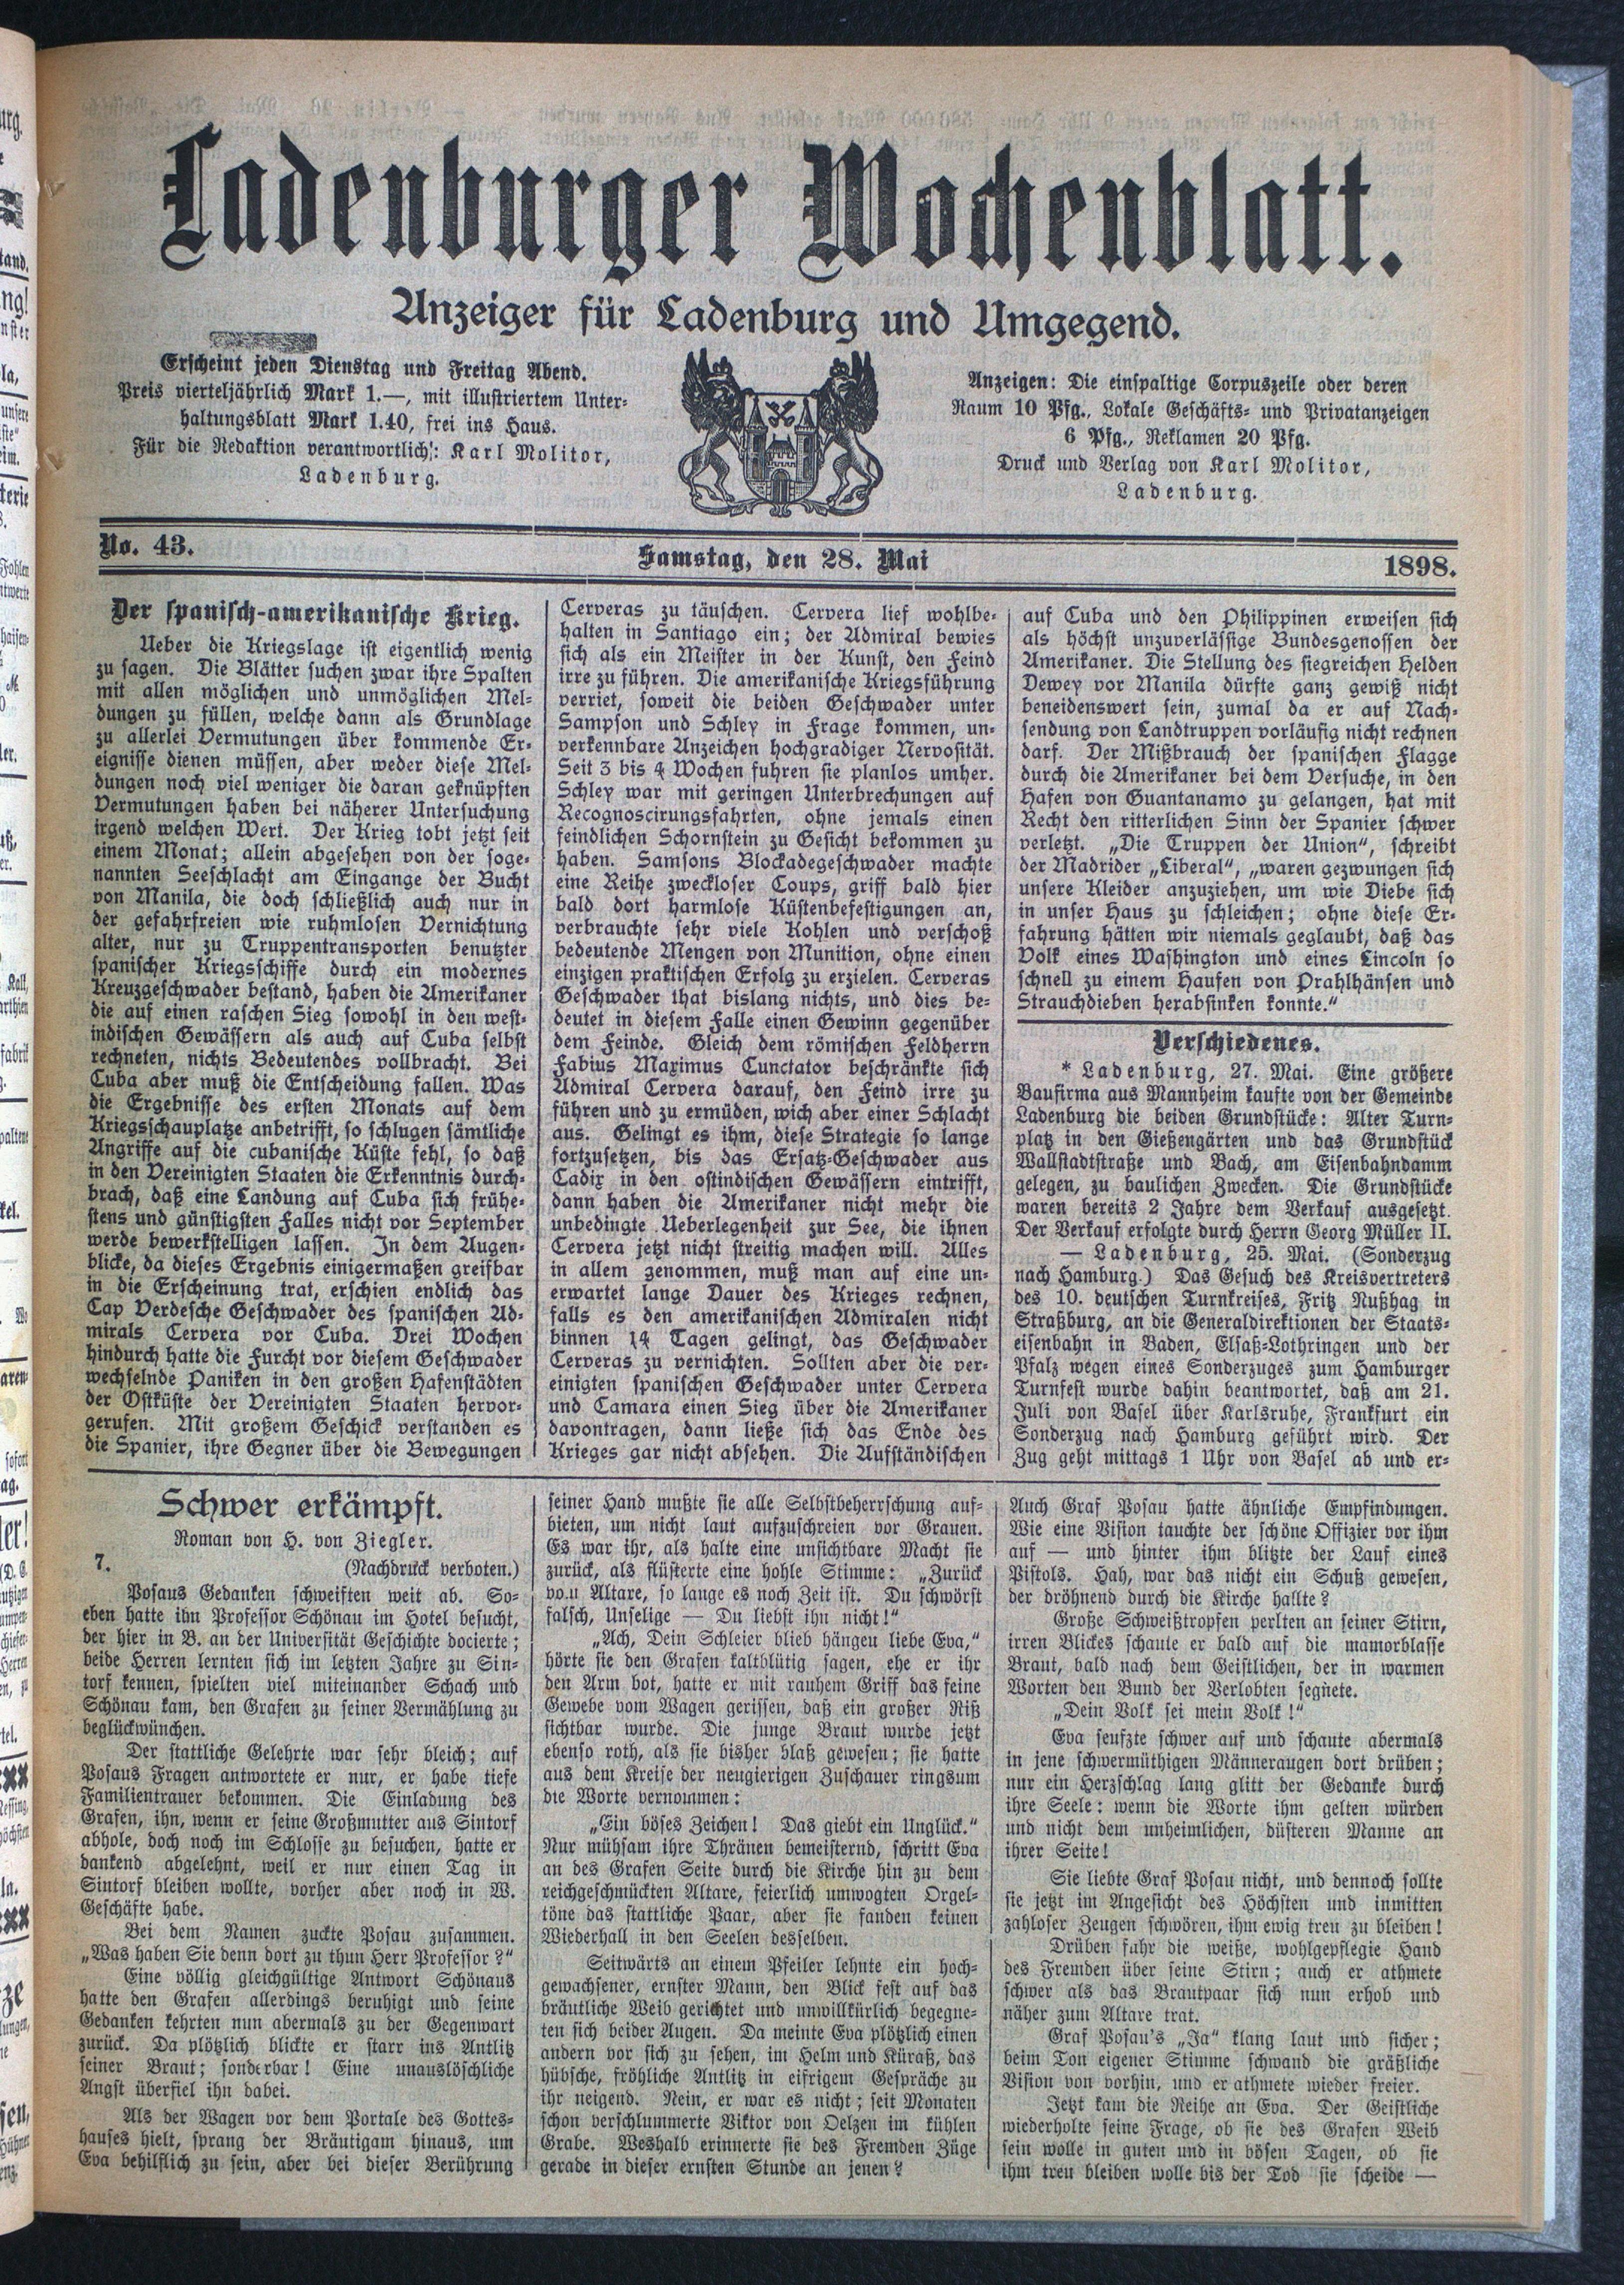 Ladenburger Wochenblatt.
Anzeiger für Ladenburg und Umgegend.
Erscheint jeden Dienstag und Freitag Abend.
Preis vierteljährlich Mark 1.—, mit illustriertem Unter-
haltungsblatt Mark 1.40, frei ins Haus.
Für die Redaktion verantwortlich: Karl Molitor,
Ladenburg.
Anzeigen: Die einspaltige Corpuszeile oder deren
Raum 10 Pfg., Lokale Geschäfts- und Privatanzeigen
6 Pfg., Reklamen 20 Pfg.
Druck und Verlag von Karl Molitor,
Ladenburg.
No. 43.
Samstag, den 28. Mai
1898.
Der spanisch-amerikanische Krieg.
Ueber die Kriegslage ist eigentlich wenig
zu sagen. Die Blätter suchen zwar ihre Spalten
mit allen möglichen und unmöglichen Mel-
dungen zu füllen, welche dann als Grundlage
zu allerlei Vermutungen über kommende Er-
eignisse dienen müssen, aber weder diese Mel-
dungen noch viel weniger die daran geknüpften
Vermutungen haben bei näherer Untersuchung
irgend welchen Wert. Der Krieg tobt jetzt seit
einem Monat; allein abgesehen von der soge-
nannten Seeschlacht am Eingange der Bucht
von Manila, die doch schließlich auch nur in
der gefahrfreien wie ruhmlosen Vernichtung
alter, nur zu Truppentransporten benutzter
spanischer Kriegsschiffe durch ein modernes
Kreuzgeschwader bestand, haben die Amerikaner
die auf einen raschen Sieg sowohl in den west-
indischen Gewässern als auch auf Cuba selbst
rechneten, nichts Bedeutendes vollbracht. Bei
Cuba aber muß die Entscheidung fallen. Was
die Ergebnisse des ersten Monats auf dem
Kriegsschauplatze anbetrifft, so schlugen sämtliche
Angriffe auf die cubanische Küste fehl, so daß
in den Vereinigten Staaten die Erkenntnis durch-
brach, daß eine Landung auf Cuba sich frühe-
stens und günstigsten Falles nicht vor September
werde bewerkstelligen lassen. In dem Augen-
blicke, da dieses Ergebnis einigermaßen greifbar
in die Erscheinung trat, erschien endlich das
Cap Verdesche Geschwader des spanischen Ad-
mirals Cervera vor Cuba. Drei Wochen
hindurch hatte die Furcht vor diesem Geschwader
wechselnde Paniken in den großen Hafenstädten
der Ostküste der Vereinigten Staaten hervor-
gerufen. Mit großem Geschick verstanden es
die Spanier, ihre Gegner über die Bewegungen
Cerveras zu täuschen. Cervera lief wohlbe-
halten in Santiago ein; der Admiral bewies
sich als ein Meister in der Kunst, den Feind
irre zu führen. Die amerikanische Kriegsführung
verriet, soweit die beiden Geschwader unter
Sampson und Schley in Frage kommen, un-
verkennbare Anzeichen hochgradiger Nervosität.
Seit 3 bis 4 Wochen fuhren sie planlos umher.
Schley war mit geringen Unterbrechungen auf
Recognoscirungsfahrten, ohne jemals einen
feindlichen Schornstein zu Gesicht bekommen zu
haben. Samsons Blockadegeschwader machte
eine Reihe zweckloser Coups, griff bald hier
bald dort harmlose Küstenbefestigungen an,
verbrauchte sehr viele Kohlen und verschoß
bedeutende Mengen von Munition, ohne einen
einzigen praktischen Erfolg zu erzielen. Cerveras
Geschwader that bislang nichts, und dies be-
deutet in diesem Falle einen Gewinn gegenüber
dem Feinde. Gleich dem römischen Feldherrn
Fabius Maximus Cunctator beschränkte sich
Admiral Cervera darauf, den Feind irre zu
führen und zu ermüden, wich aber einer Schlacht
aus. Gelingt es ihm, diese Strategie so lange
fortzusetzen, bis das Ersatz-Geschwader aus
Cadix in den ostindischen Gewässern eintrifft,
dann haben die Amerikaner nicht mehr die
unbedingte Ueberlegenheit zur See, die ihnen
Cervera jetzt nicht streitig machen will. Alles
in allem genommen, muß man auf eine un-
erwartet lange Dauer des Krieges rechnen,
falls es den amerikanischen Admiralen nicht
binnen 14 Tagen gelingt, das Geschwader
Cerveras zu vernichten. Sollten aber die ver-
einigten spanischen Geschwader unter Cervera
und Camara einen Sieg über die Amerikaner
davontragen, dann ließe sich das Ende des
Krieges gar nicht absehen. Die Aufständischen
auf Cuba und den Philippinen erweisen sich
als höchst unzuverlässige Bundesgenossen der
Amerikaner. Die Stellung des siegreichen Helden
Dewey vor Manila dürfte ganz gewiß nicht
beneidenswert sein, zumal da er auf Nach-
sendung von Landtruppen vorläufig nicht rechnen
darf. Der Mißbrauch der spanischen Flagge
durch die Amerikaner bei dem Versuche, in den
Hafen von Guantanamo zu gelangen, hat mit
Recht den ritterlichen Sinn der Spanier schwer
verletzt. „Die Truppen der Union“, schreibt
der Madrider „Liberal“, „waren gezwungen sich
unsere Kleider anzuziehen, um wie Diebe sich
in unser Haus zu schleichen; ohne diese Er-
fahrung hätten wir niemals geglaubt, daß das
Volk eines Washington und eines Lincoln so
schnell zu einem Haufen von Prahlhänsen und
Strauchdieben herabsinken konnte.“
Verschiedenes.
* Ladenburg, 27. Mai. Eine größere
Baufirma aus Mannheim kaufte von der Gemeinde
Ladenburg die beiden Grundstücke: Alter Turn-
platz in den Gießengärten und das Grundstück
Wallstadtstraße und Bach, am Eisenbahndamm
gelegen, zu baulichen Zwecken. Die Grundstücke
waren bereits 2 Jahre dem Verkauf ausgesetzt.
Der Verkauf erfolgte durch Herrn Georg Müller II.
— Ladenburg, 25. Mai. (Sonderzug
nach Hamburg.) Das Gesuch des Kreisvertreters
des 10. deutschen Turnkreises, Fritz Nußhag in
Straßburg, an die Generaldirektionen der Staats-
eisenbahn in Baden, Elsaß-Lothringen und der
Pfalz wegen eines Sonderzuges zum Hamburger
Turnfest wurde dahin beantwortet, daß am 21.
Juli von Basel über Karlsruhe, Frankfurt ein
Sonderzug nach Hamburg geführt wird. Der
Zug geht mittags 1 Uhr von Basel ab und er-
Schwer erkämpft.
Roman von H. von Ziegler.
7.
(Nachdruck verboten.)
Posaus Gedanken schweiften weit ab. So-
eben hatte ihn Professor Schönau im Hotel besucht,
der hier in B. an der Universität Geschichte docierte;
beide Herren lernten sich im letzten Jahre zu Sin-
torf kennen, spielten viel miteinander Schach und
Schönau kam, den Grafen zu seiner Vermählung zu
beglückwünchen.
Der stattliche Gelehrte war sehr bleich; auf
Posaus Fragen antwortete er nur, er habe tiefe
Familientrauer bekommen. Die Einladung des
Grafen, ihn, wenn er seine Großmutter aus Sintorf
abhole, doch noch im Schlosse zu besuchen, hatte er
dankend abgelehnt, weil er nur einen Tag in
Sintorf bleiben wollte, vorher aber noch in W.
Geschäfte habe.
Bei dem Namen zuckte Posau zusammen.
„Was haben Sie denn dort zu thun Herr Professor?“
Eine völlig gleichgültige Antwort Schönaus
hatte den Grafen allerdings beruhigt und seine
Gedanken kehrten nun abermals zu der Gegenwart
zurück. Da plötzlich blickte er starr ins Antlitz
seiner Braut; sonderbar! Eine unauslöschliche
Angst überfiel ihn dabei.
Als der Wagen vor dem Portale des Gottes-
hauses hielt, sprang der Bräutigam hinaus, um
Eva behilflich zu sein, aber bei dieser Berührung
seiner Hand mußte sie alle Selbstbeherrschung auf-
bieten, um nicht laut aufzuschreien vor Grauen.
Es war ihr, als halte eine unsichtbare Macht sie
zurück, als flüsterte eine hohle Stimme: „Zurück
vom Altare, so lange es noch Zeit ist. Du schwörst
falsch, Unselige — Du liebst ihn nicht!“
„Ach, Dein Schleier blieb hängen liebe Eva,“
hörte sie den Grafen kaltblütig sagen, ehe er ihr
den Arm bot, hatte er mit rauhem Griff das feine
Gewebe vom Wagen gerissen, daß ein großer Riß
sichtbar wurde. Die junge Braut wurde jetzt
ebenso roth, als sie bisher blaß gewesen; sie hatte
aus dem Kreise der neugierigen Zuschauer ringsum
die Worte vernommen:
„Ein böses Zeichen! Das giebt ein Unglück.“
Nur mühsam ihre Thränen bemeisternd, schritt Eva
an des Grafen Seite durch die Kirche hin zu dem
reichgeschmückten Altare, feierlich umwogten Orgel-
töne das stattliche Paar, aber sie fanden keinen
Wiederhall in den Seelen desselben.
Seitwärts an einem Pfeiler lehnte ein hoch-
gewachsener, ernster Mann, den Blick fest auf das
bräutliche Weib gerichtet und unwillkürlich begegne-
ten sich beider Augen. Da meinte Eva plötzlich einen
andern vor sich zu sehen, im Helm und Küraß, das
hübsche, fröhliche Antlitz in eifrigem Gespräche zu
ihr neigend. Nein, er war es nicht; seit Monaten
schon verschlummerte Viktor von Oelzen im kühlen
Grabe. Weshalb erinnerte sie des Fremden Züge
gerade in dieser ernsten Stunde an jenen?
Auch Graf Posau hatte ähnliche Empfindungen.
Wie eine Vision tauchte der schöne Offizier vor ihm
auf — und hinter ihm blitzte der Lauf eines
Pistols. Hah, war das nicht ein Schuß gewesen,
der dröhnend durch die Kirche hallte?
Große Schweißtropfen perlten an seiner Stirn,
irren Blickes schaute er bald auf die mamorblasse
Braut, bald nach dem Geistlichen, der in warmen
Worten den Bund der Verlobten segnete.
„Dein Volk sei mein Volk!“
Eva seufzte schwer auf und schaute abermals
in jene schwermüthigen Männeraugen dort drüben;
nur ein Herzschlag lang glitt der Gedanke durch
ihre Seele: wenn die Worte ihm gelten würden
und nicht dem unheimlichen, düsteren Manne an
ihrer Seite!
Sie liebte Graf Posau nicht, und dennoch sollte
sie jetzt im Angesicht des Höchsten und inmitten
zahloser Zeugen schwören, ihm ewig treu zu bleiben!
Drüben fuhr die weiße, wohlgepflegie Hand
des Fremden über seine Stirn; auch er athmete
schwer als das Brautpaar sich nun erhob und
näher zum Altare trat.
Graf Posau's „Ja“ klang laut und sicher;
beim Ton eigener Stimme schwand die gräßliche
Vision von vorhin, und er athmete wieder freier.
Jetzt kam die Reihe an Eva. Der Geistliche
wiederholte seine Frage, ob sie des Grafen Weib
sein wolle in guten und in bösen Tagen, ob sie
ihm treu bleiben wolle bis der Tod sie scheide —